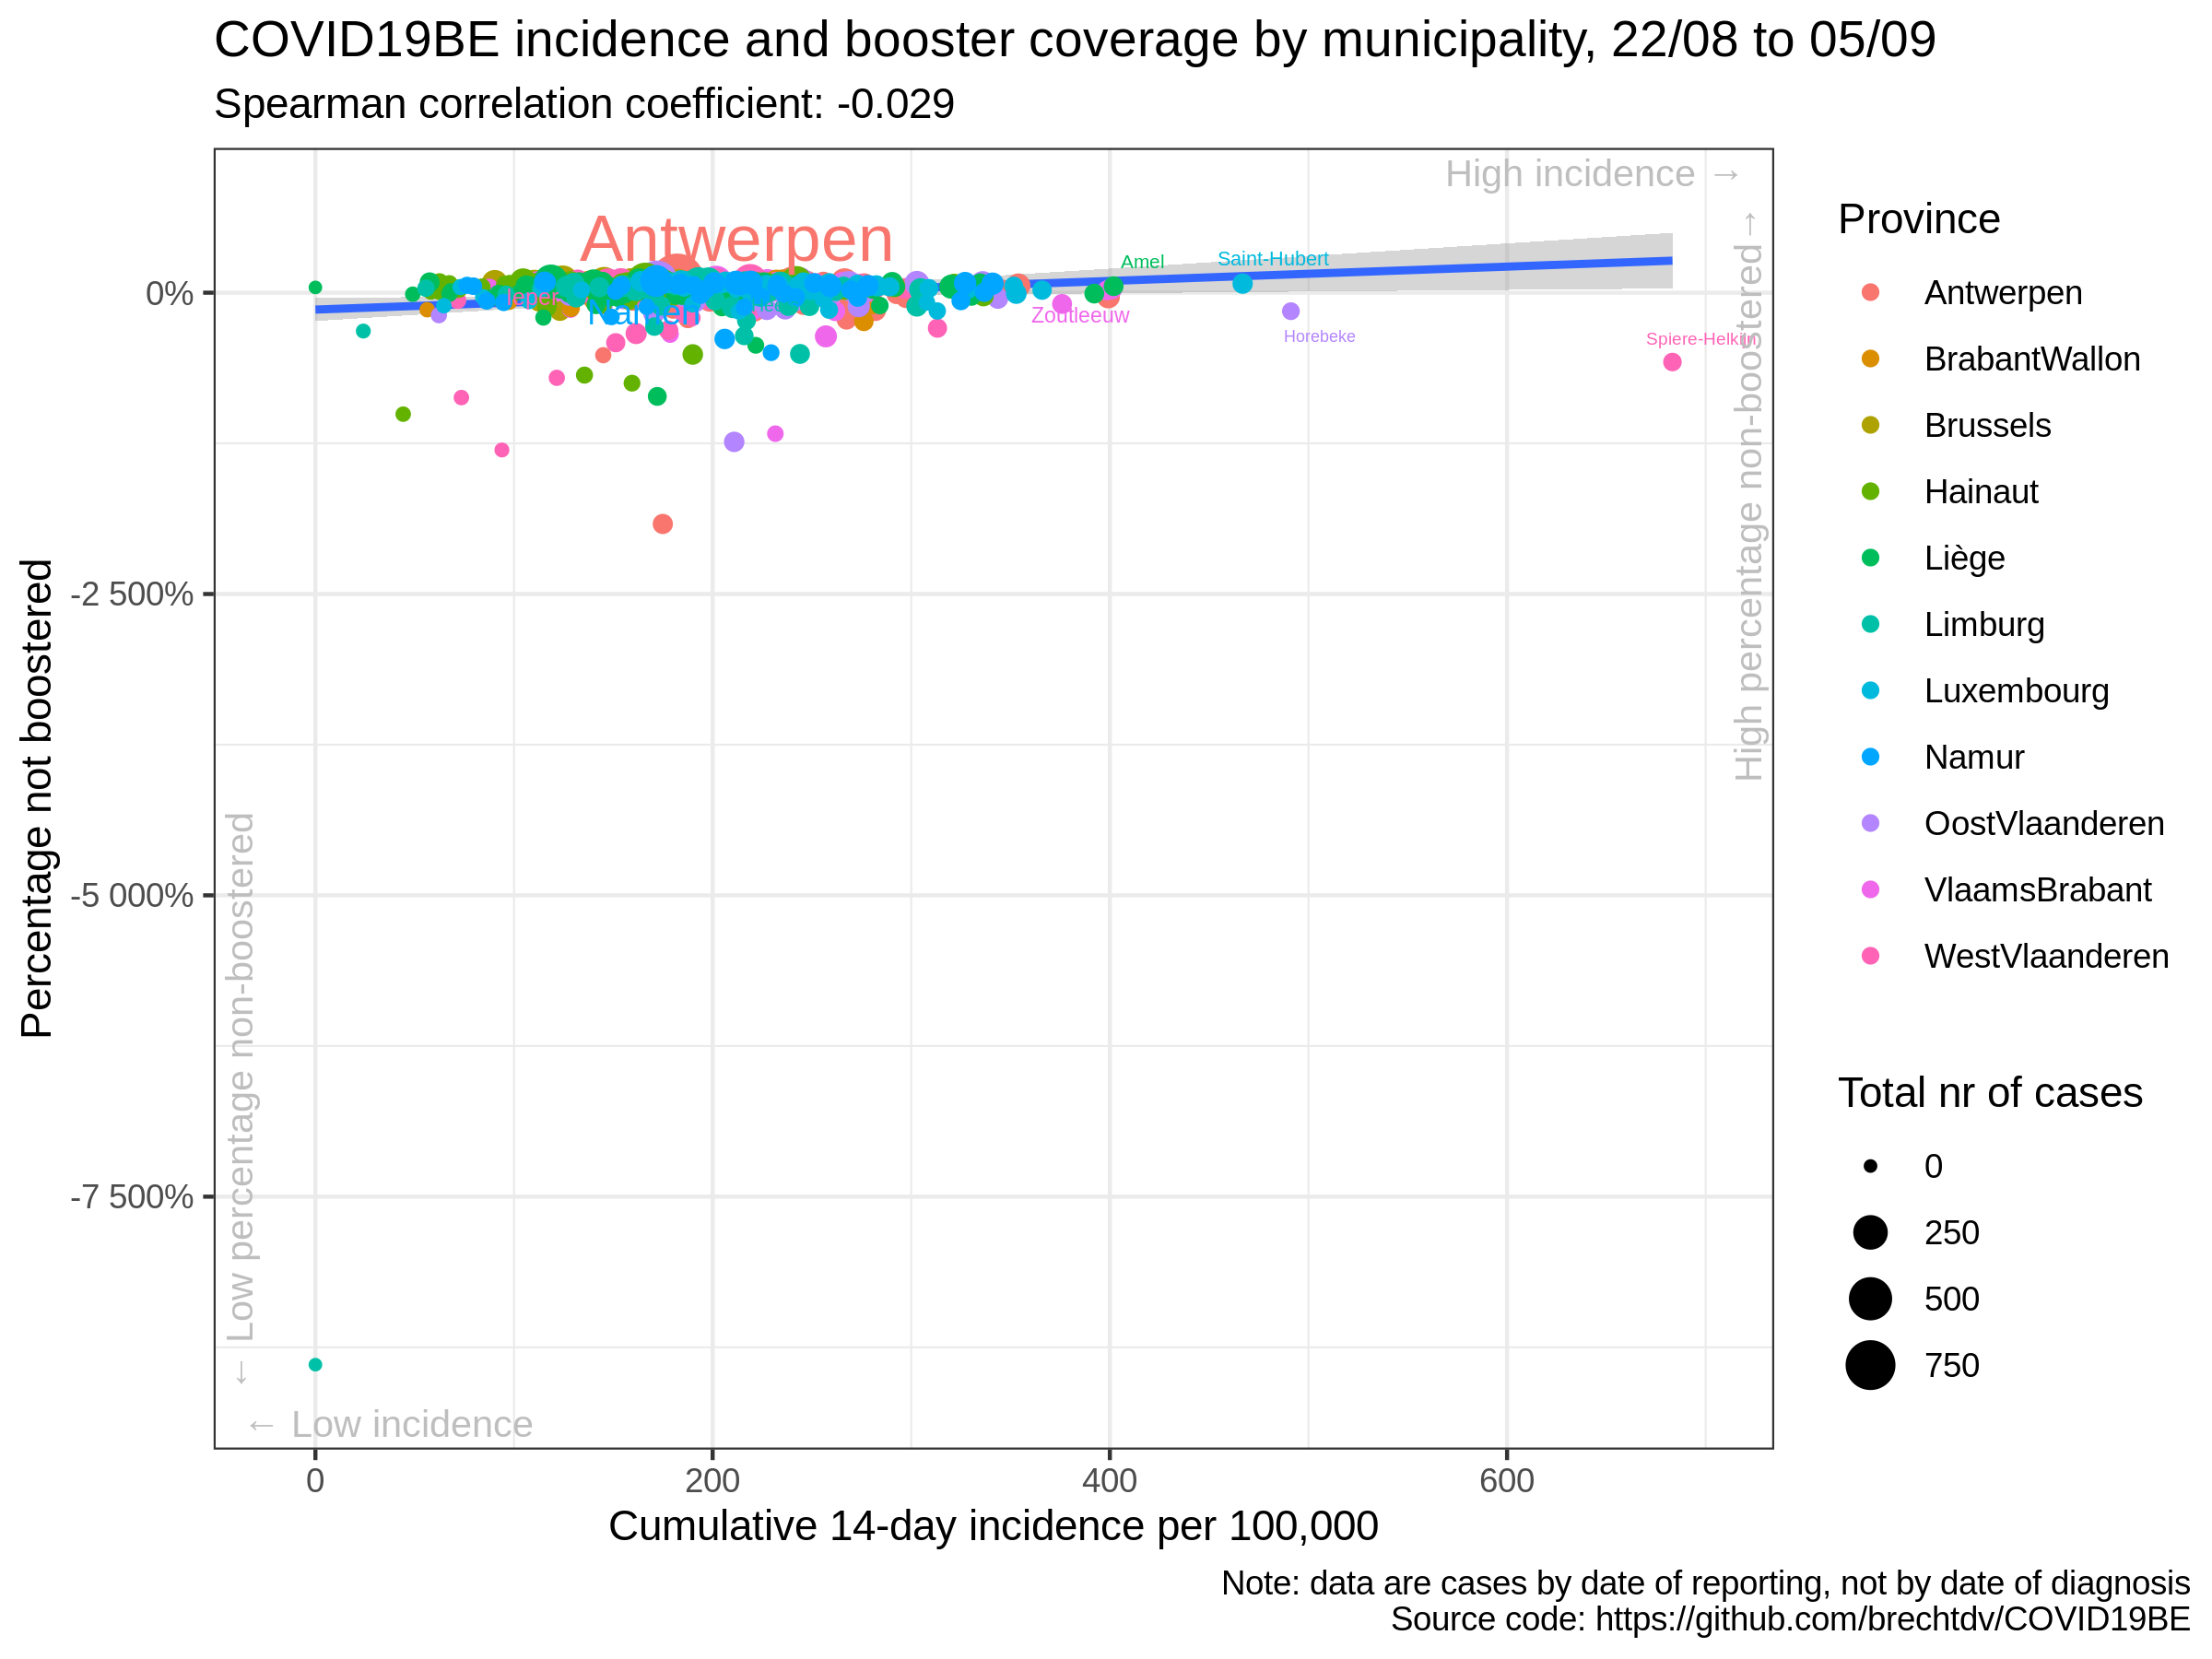 COVID19BE incidence and booster coverage by municipality, 22/08 to 05/09
Spearman correlation coefficient: -0.029
High incidence →
High percentage non-boostered →
Antwerpen
Amel
Saint-Hubert
Ieper
Zoutleeuw
Horebeke
Spiere-Helkijn
0%
-2 500%
-5 000%
-7 500%
Percentage not boostered
← Low percentage non-boostered
← Low incidence
0
200
400
600
Cumulative 14-day incidence per 100,000
Province
Antwerpen
BrabantWallon
Brussels
Hainaut
Liège
Limburg
Luxembourg
Namur
OostVlaanderen
VlaamsBrabant
WestVlaanderen
Total nr of cases
0
250
500
750
Note: data are cases by date of reporting, not by date of diagnosis
Source code: https://github.com/brechtdv/COVID19BE